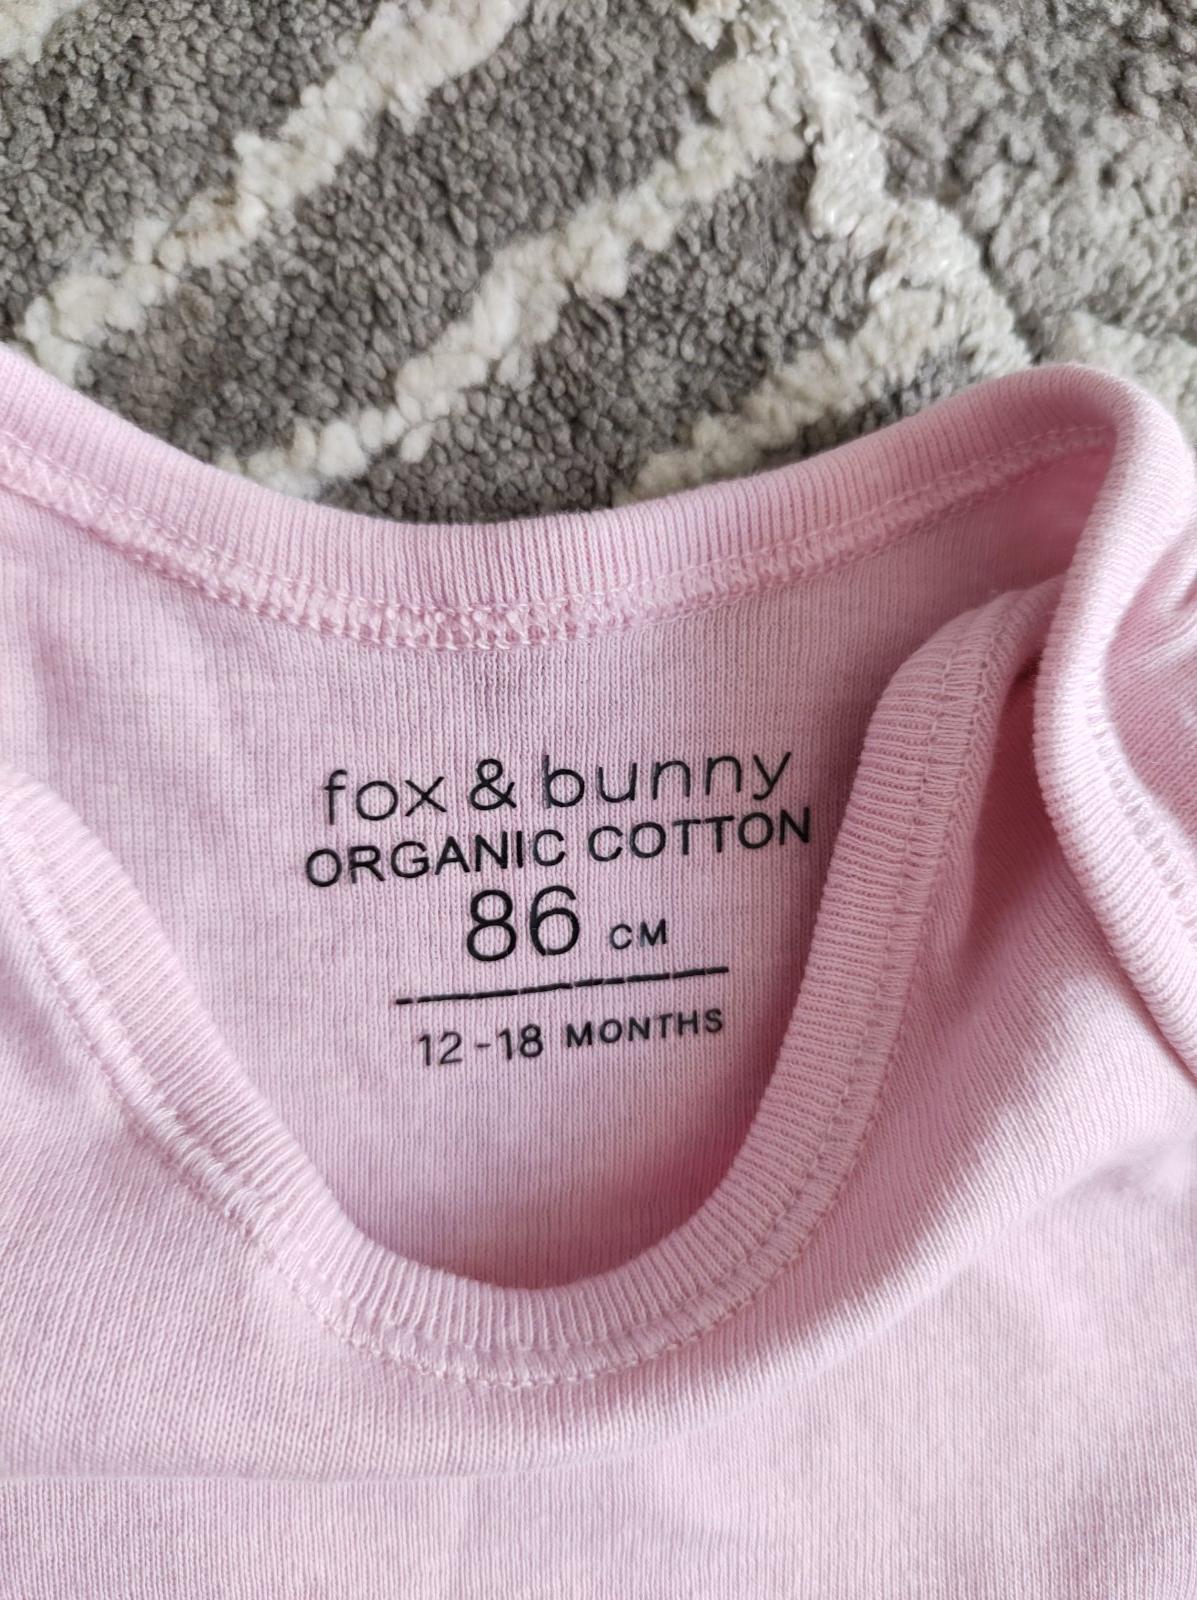 fox & bunny
ORGANIC COTTON
86 CM
12-18 MONTHS